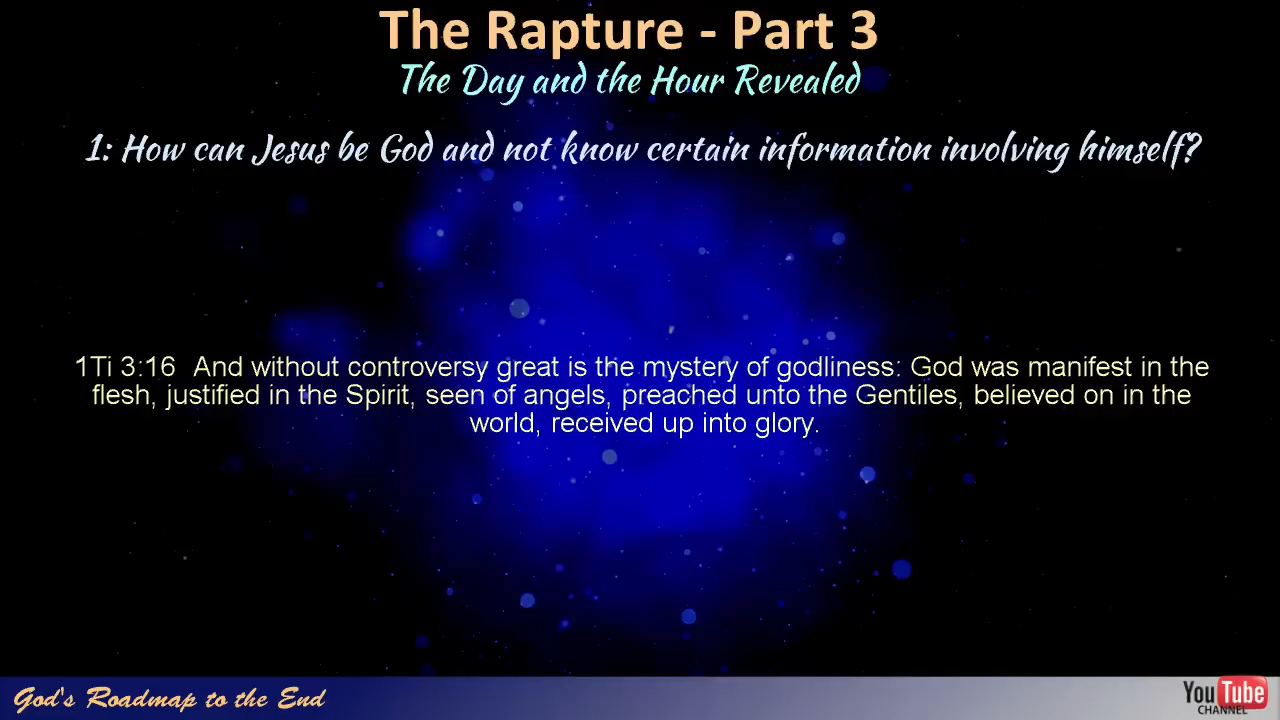 The Rapture - Part 3
The Day and the Hour Revealed
1: How can Jesus be God and not know certain information involving himself?
1Ti 3:16  And without controversy great is the mystery of godliness: God was manifest in the
flesh, justified in the Spirit, seen of angels, preached unto the Gentiles, believed on in the
world, received up into glory.
God's Roadmap to the End
YouTube
CHANNEL